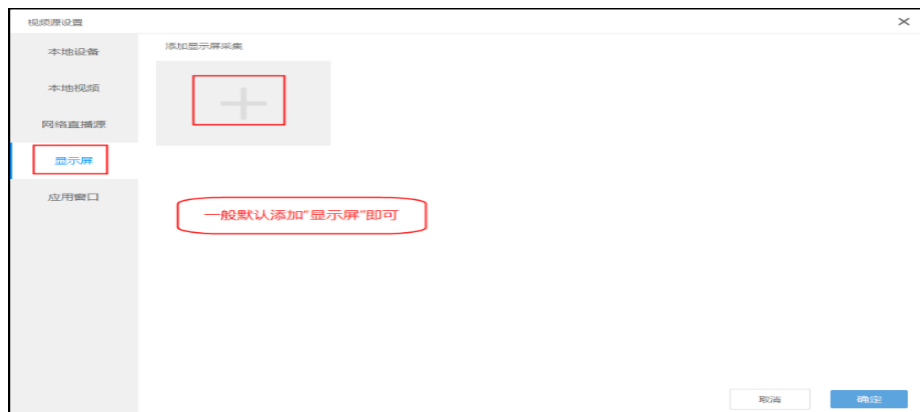 视频源设置
本地设备
添加显示屏采集
本地视频
网络直播源
显示屏
应用窗口
一般默认添加"显示屏"即可
取消
确定